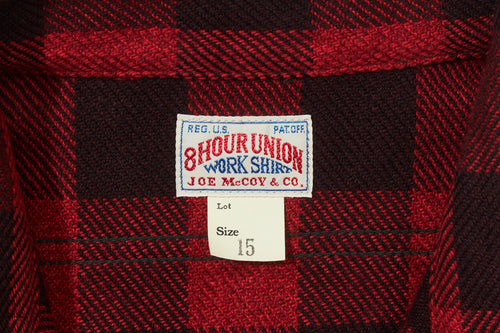 REG. U.S. PAT. OFF.
8 HOUR UNION
WORK SHIRT
JOE McCOY & CO.
Lot
Size
15